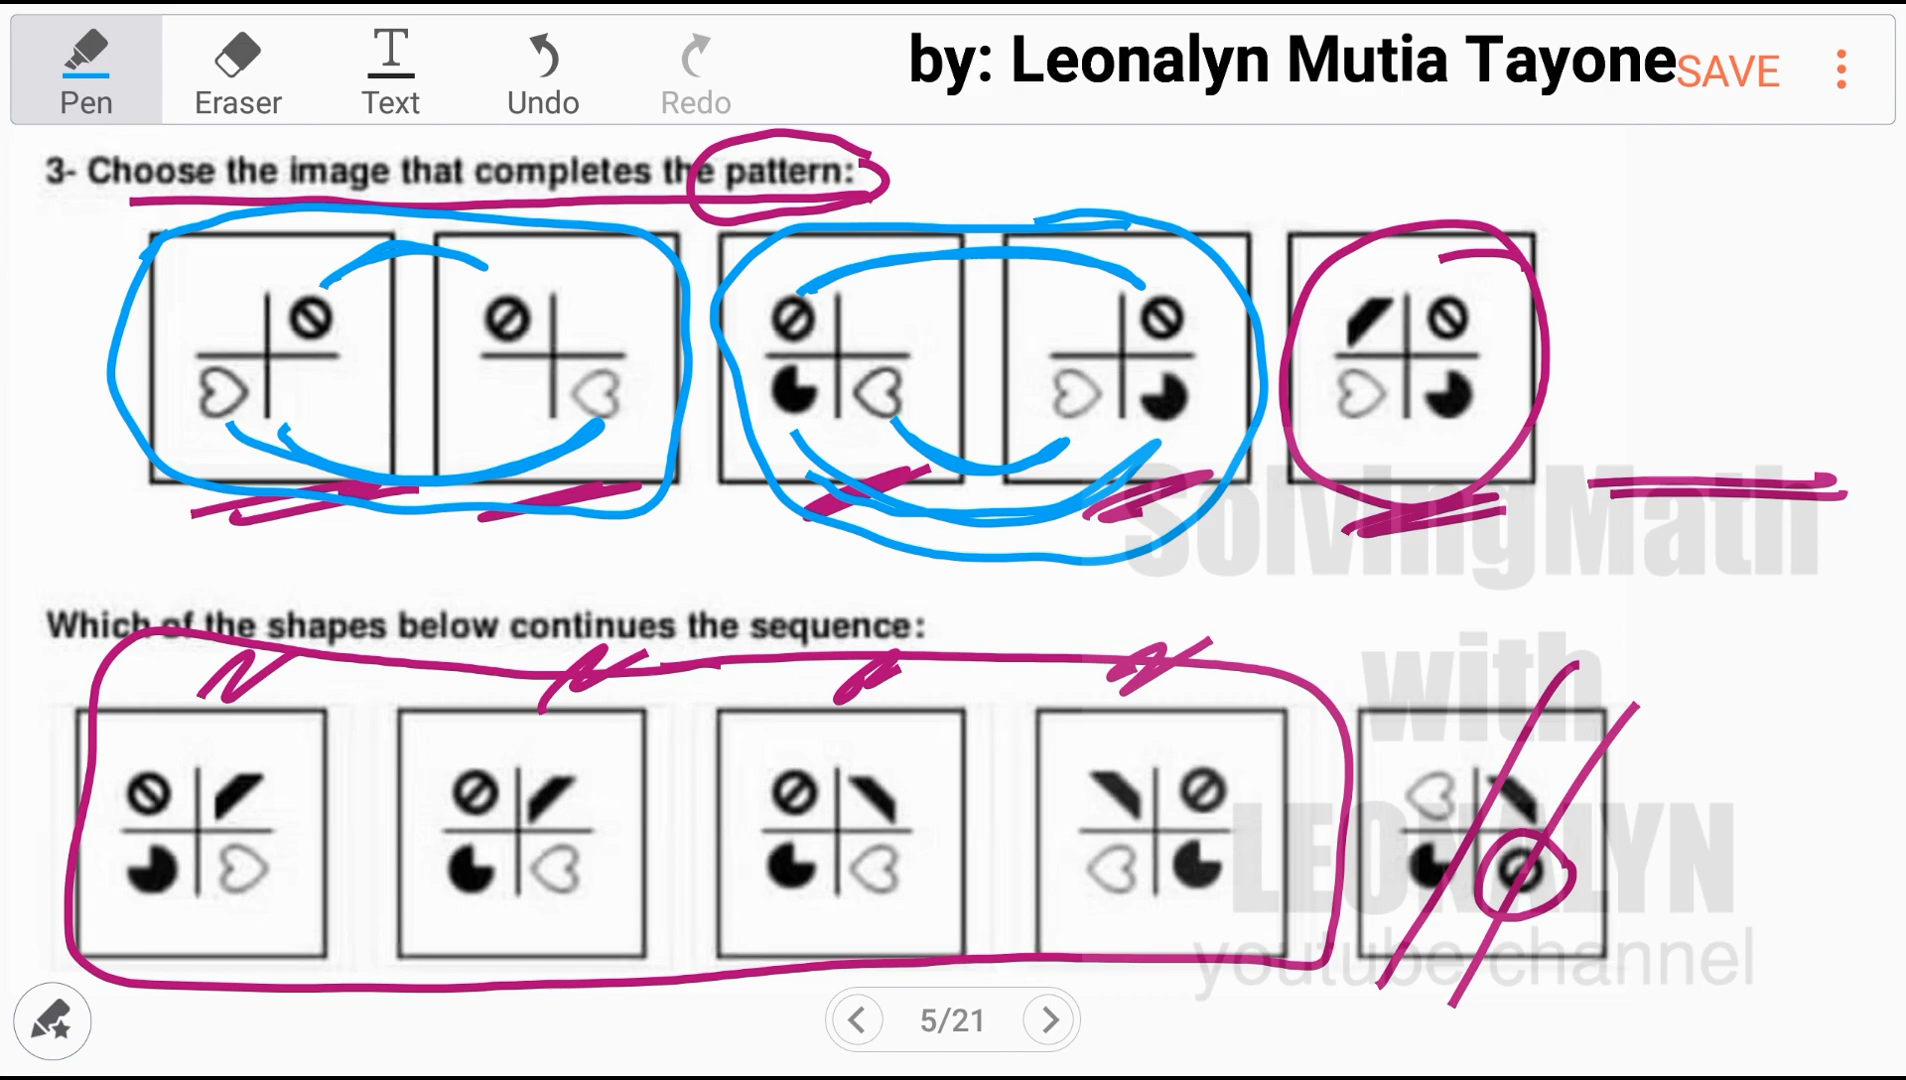 Pen
Eraser
Text
Undo
Redo
by: Leonalyn Mutia Tayone
SAVE
3- Choose the image that completes the pattern:
SolvingMath
Which of the shapes below continues the sequence:
with
LEONALYN
youtube channel
5/21